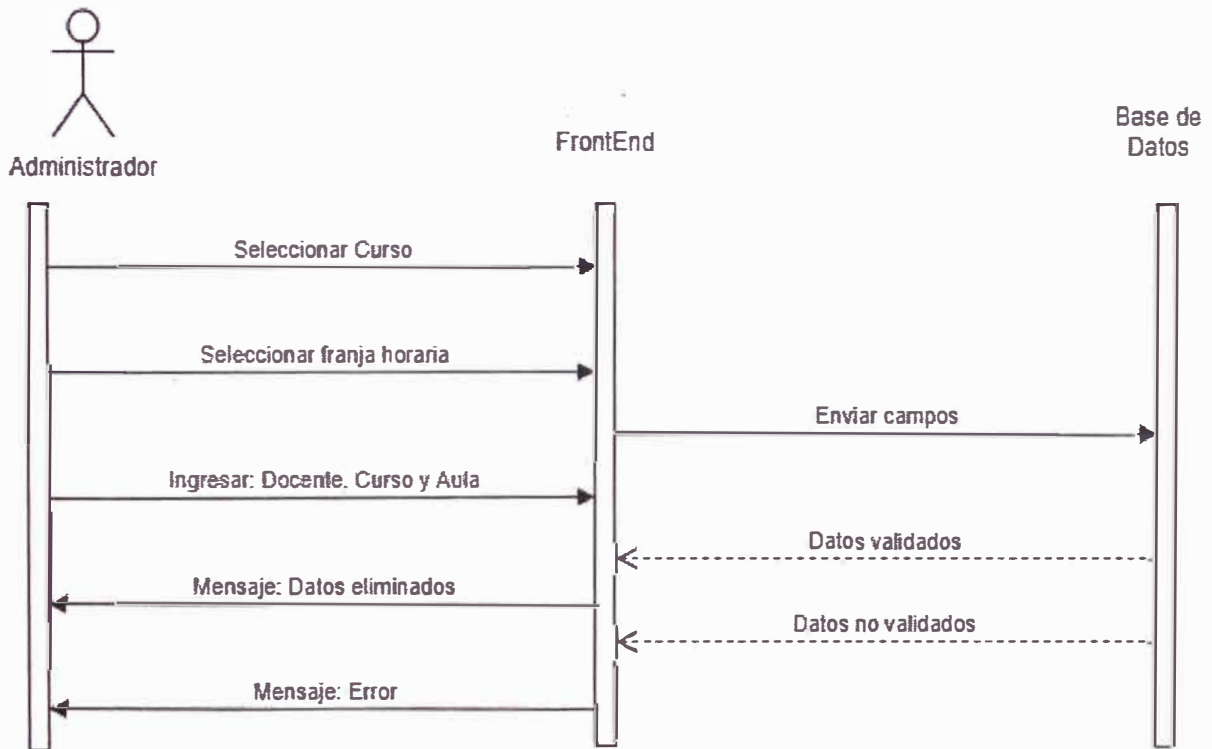 Administrador
FrontEnd
Base de
Datos
Seleccionar Curso
Seleccionar franja horaria
Enviar campos
Ingresar: Docente. Curso y Aula
Datos validados
Mensaje: Datos eliminados
Datos no validados
Mensaje: Error